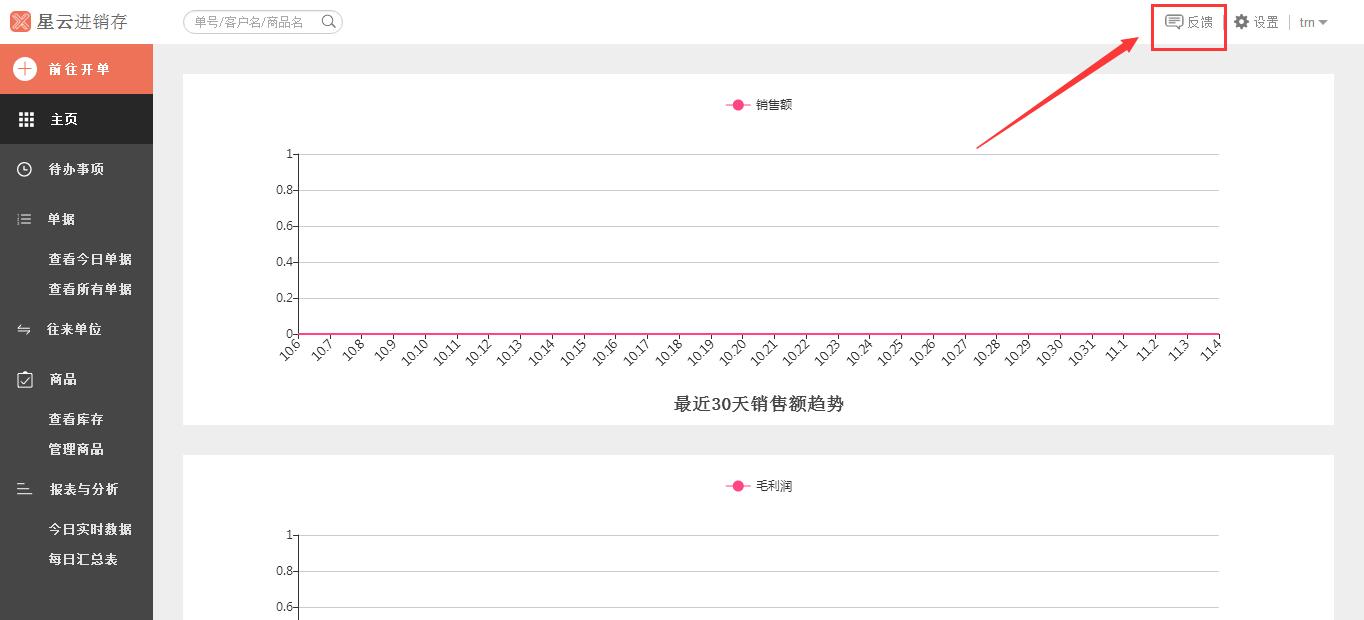 星云进销存
单号/客户名/商品名
反馈
设置
trn
前往开单
主页
待办事项
单据
查看今日单据
查看所有单据
往来单位
商品
查看库存
管理商品
报表与分析
今日实时数据
每日汇总表
销售额
1
0.8
0.6
0.4
0.2
0
10.6 10.7 10.8 10.9 10.10 10.11 10.12 10.13 10.14 10.15 10.16 10.17 10.18 10.19 10.20 10.21 10.22 10.23 10.24 10.25 10.26 10.27 10.28 10.29 10.30 10.31 11.1 11.2 11.3 11.4
最近30天销售额趋势
毛利润
1
0.8
0.6